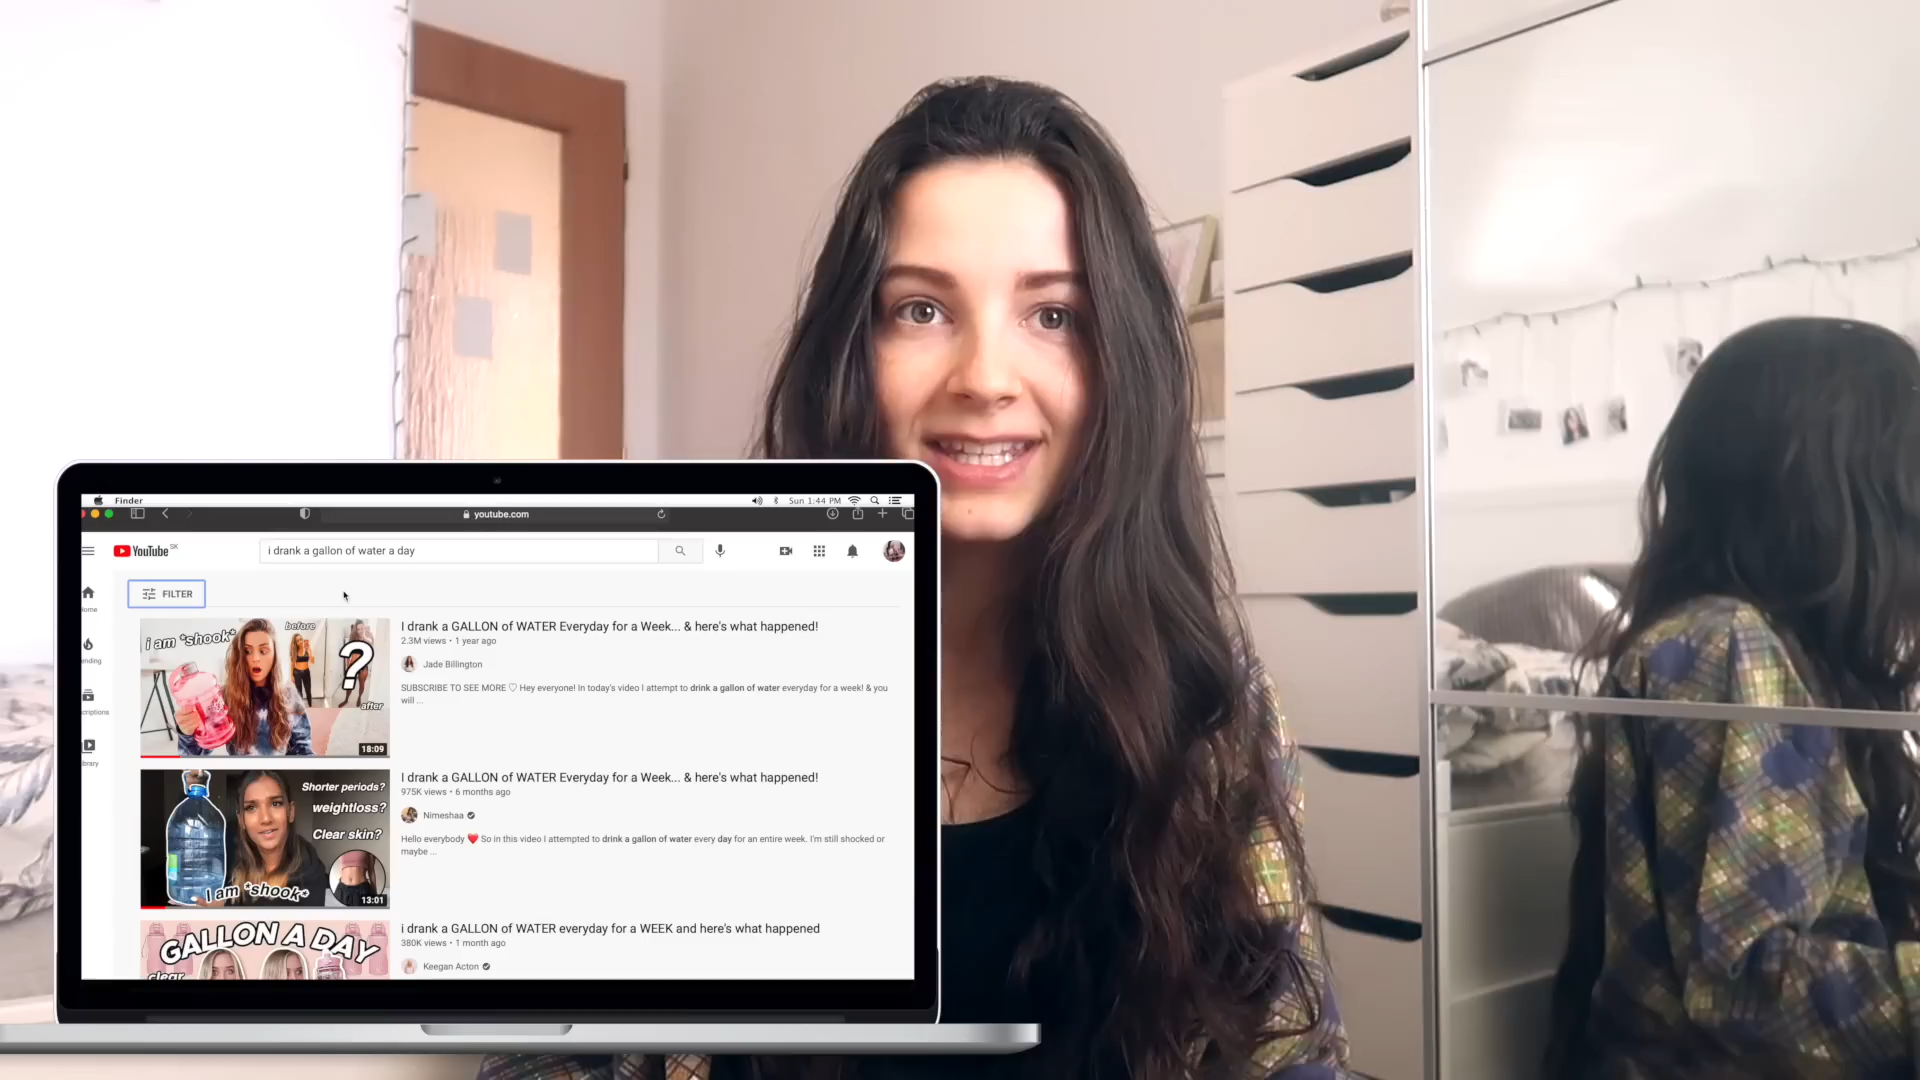 Finder
Sun 1:44 PM
youtube.com
YouTube SK
i drank a gallon of water a day
FILTER
ome
ending
criptions
ibrary
i am *shook*
before
?
after
18:09
I drank a GALLON of WATER Everyday for a Week... & here's what happened!
2.3M views • 1 year ago
Jade Billington
SUBSCRIBE TO SEE MORE ♡ Hey everyone! In today's video I attempt to drink a gallon of water everyday for a week! & you
will ...
Shorter periods?
weightloss?
Clear skin?
I am *shook*
13:01
I drank a GALLON of WATER Everyday for a Week... & here's what happened!
975K views • 6 months ago
Nimeshaa
Hello everybody ❤️ So in this video I attempted to drink a gallon of water every day for an entire week. I'm still shocked or
maybe ...
GALLON A DAY
clear
i drank a GALLON of WATER everyday for a WEEK and here's what happened
380K views • 1 month ago
Keegan Acton